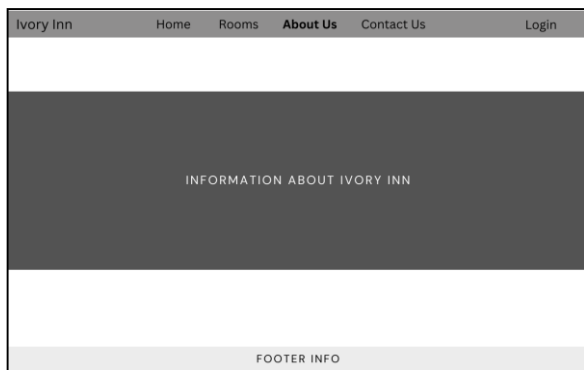 Ivory Inn Home Rooms About Us Contact Us Login
INFORMATION ABOUT IVORY INN
FOOTER INFO